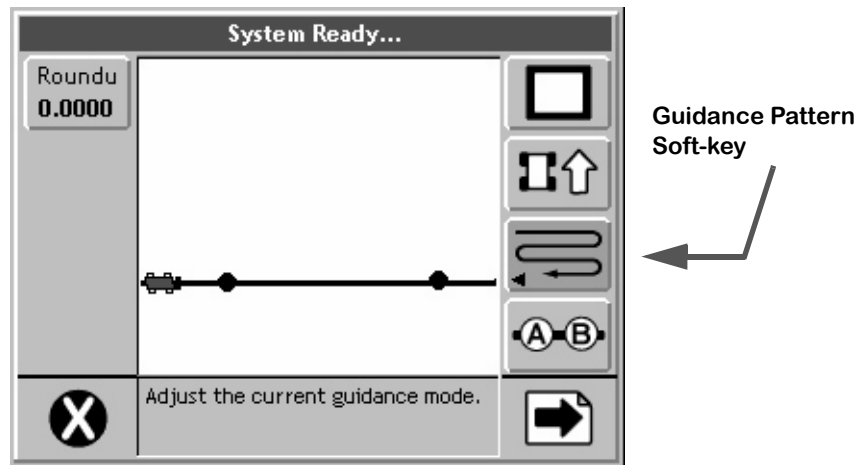 System Ready...
Roundu
0.0000
Guidance Pattern
Soft-key
A B
Adjust the current guidance mode.
X